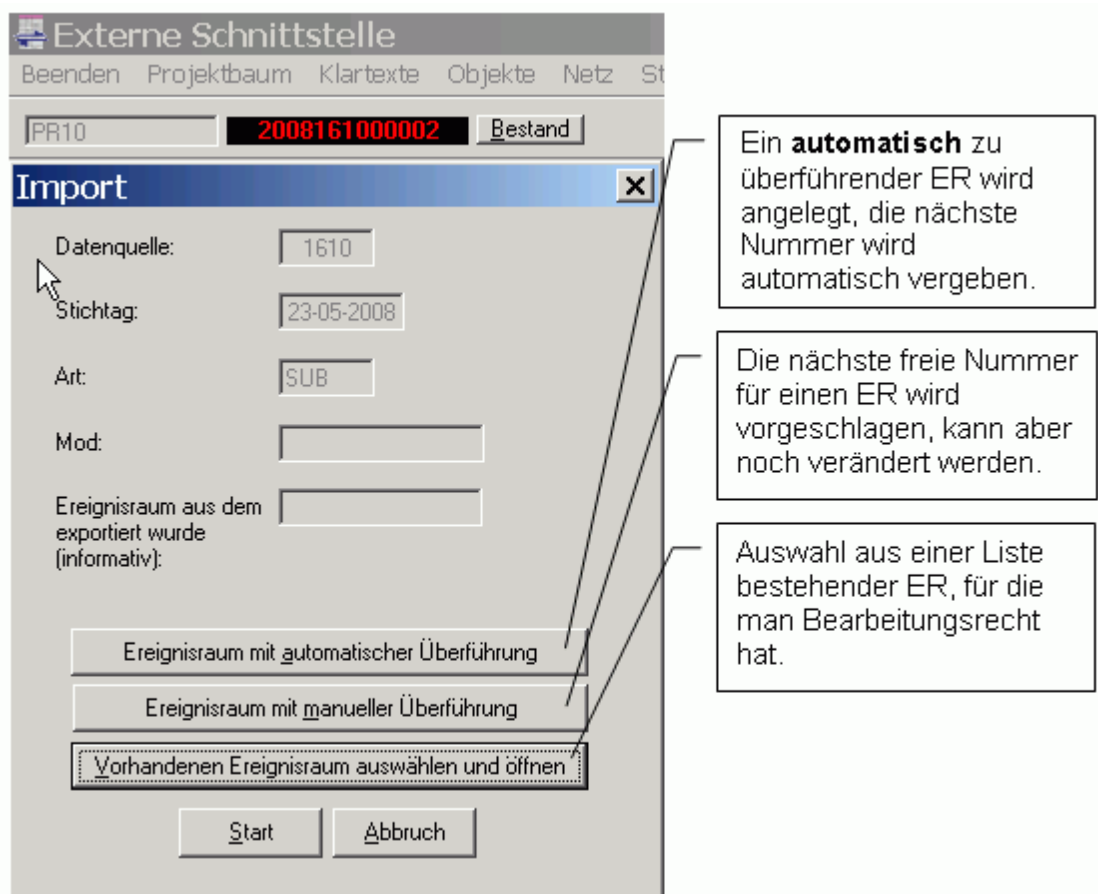 Externe Schnittstelle
Beenden Projektbaum Klartexte Objekte Netz St
PR10 2008161000002 Bestand
Import
Datenquelle: 1610
Stichtag: 23-05-2008
Art: SUB
Mod:
Ereignisraum aus dem
exportiert wurde
(informativ):
Ereignisraum mit automatischer Überführung
Ereignisraum mit manueller Überführung
Vorhandenen Ereignisraum auswählen und öffnen
Start Abbruch
Ein automatisch zu
überführender ER wird
angelegt, die nächste
Nummer wird
automatisch vergeben.
Die nächste freie Nummer
für einen ER wird
vorgeschlagen, kann aber
noch verändert werden.
Auswahl aus einer Liste
bestehender ER, für die
man Bearbeitungsrecht
hat.